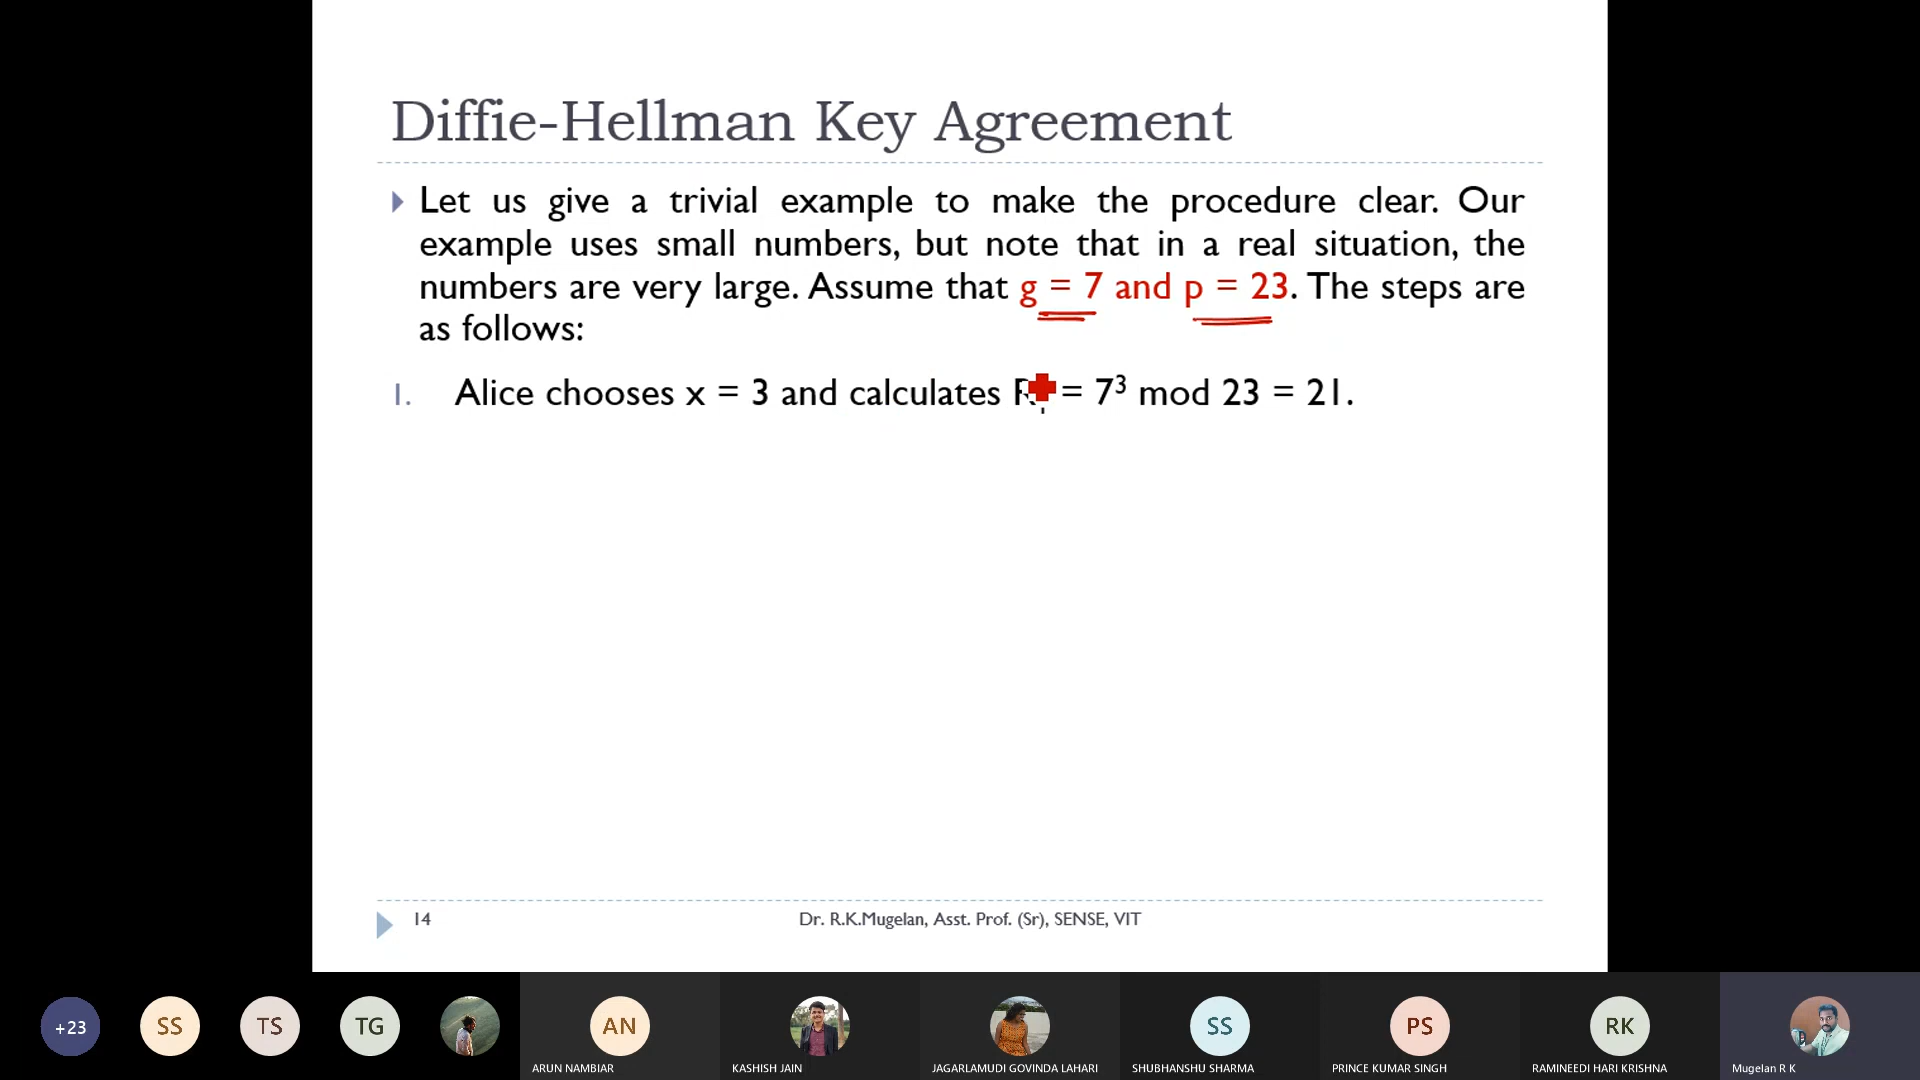 Diffie-Hellman Key Agreement
Let us give a trivial example to make the procedure clear. Our
example uses small numbers, but note that in a real situation, the
numbers are very large. Assume that g = 7 and p = 23. The steps are
as follows:
1. Alice chooses x = 3 and calculates R₁ = 7³ mod 23 = 21.
14
Dr. R.K.Mugelan, Asst. Prof. (Sr), SENSE, VIT
+23
SS
TS
TG
AN
SS
PS
RK
ARUN NAMBIAR
KASHISH JAIN
JAGARLAMUDI GOVINDA LAHARI
SHUBHANSHU SHARMA
PRINCE KUMAR SINGH
RAMINEEDI HARI KRISHNA
Mugelan R K